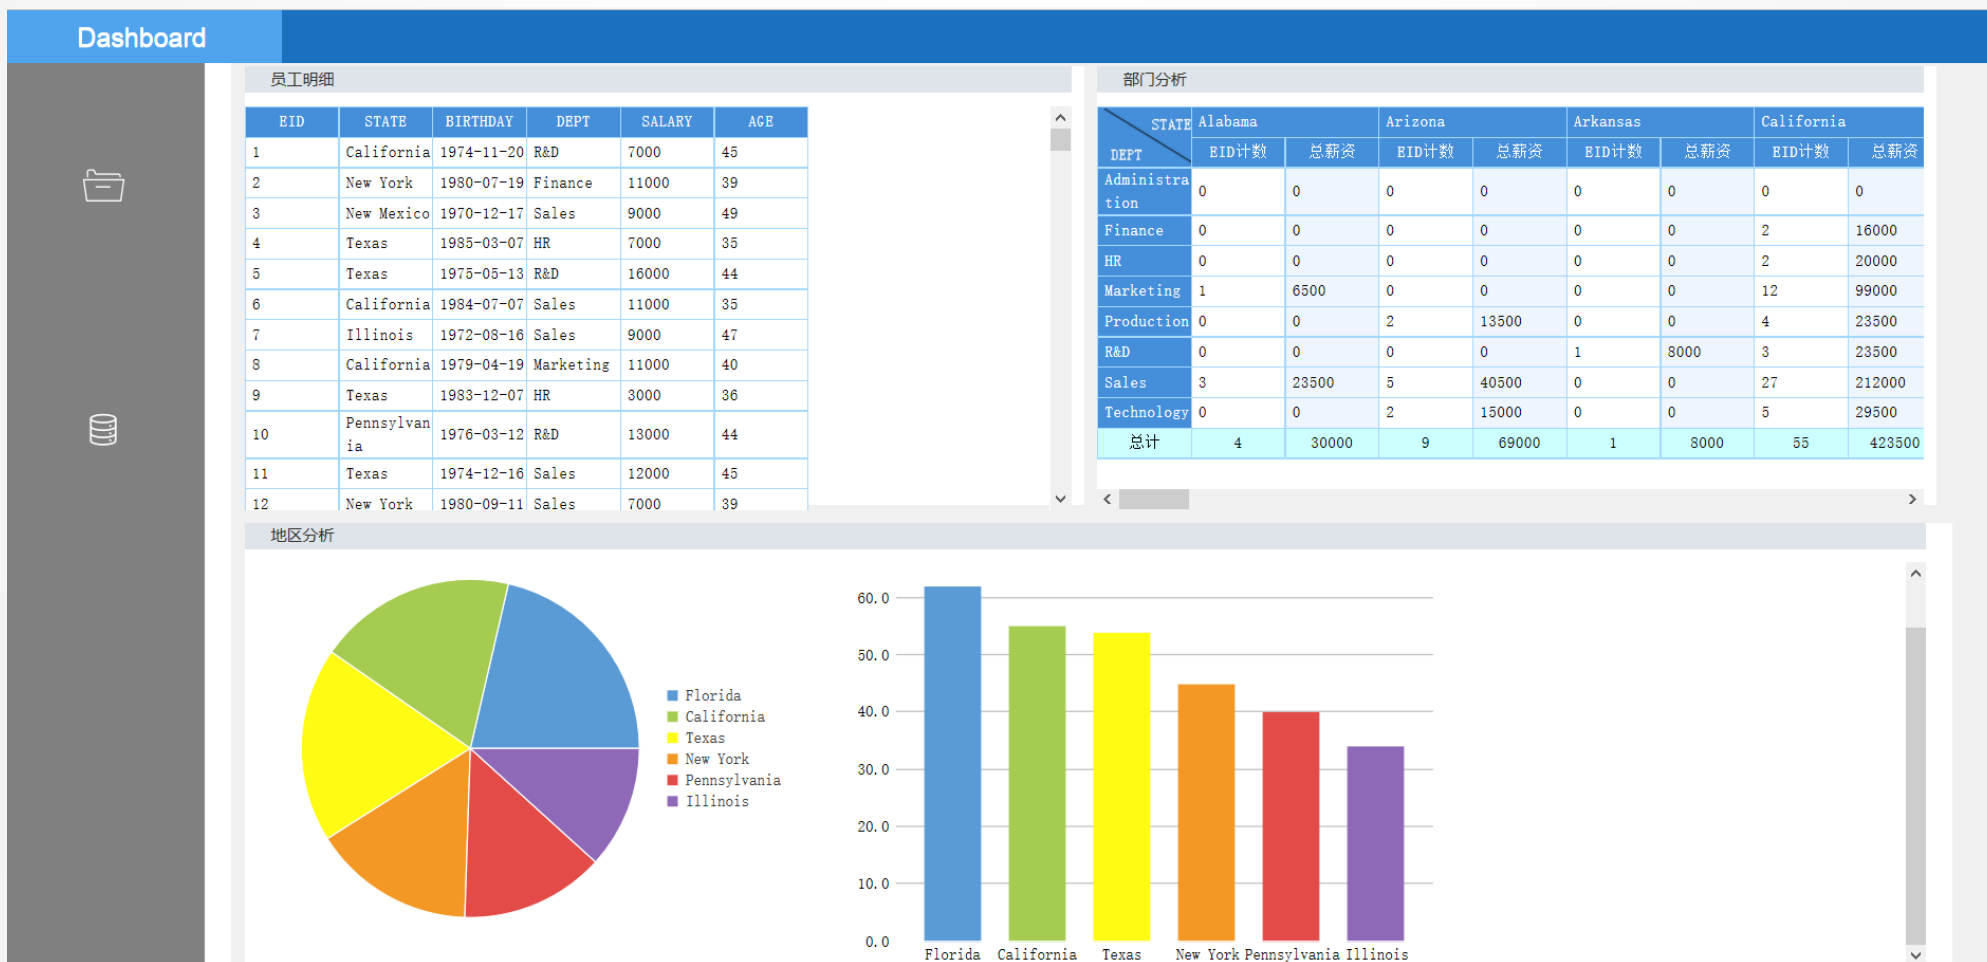 Dashboard
员工明细
EID STATE BIRTHDAY DEPT SALARY AGE
1 California 1974-11-20 R&D 7000 45
2 New York 1980-07-19 Finance 11000 39
3 New Mexico 1970-12-17 Sales 9000 49
4 Texas 1985-03-07 HR 7000 35
5 Texas 1975-05-13 R&D 16000 44
6 California 1984-07-07 Sales 11000 35
7 Illinois 1972-08-16 Sales 9000 47
8 California 1979-04-19 Marketing 11000 40
9 Texas 1983-12-07 HR 3000 36
10 Pennsylvan
ia 1976-03-12 R&D 13000 44
11 Texas 1974-12-16 Sales 12000 45
12 New York 1980-09-11 Sales 7000 39
部门分析
STATE Alabama Arizona Arkansas California
DEPT EID计数 总薪资 EID计数 总薪资 EID计数 总薪资 EID计数 总薪资
Administra
tion 0 0 0 0 0 0 0 0
Finance 0 0 0 0 0 0 2 16000
HR 0 0 0 0 0 0 2 20000
Marketing 1 6500 0 0 0 0 12 99000
Production 0 0 2 13500 0 0 4 23500
R&D 0 0 0 0 1 8000 3 23500
Sales 3 23500 5 40500 0 0 27 212000
Technology 0 0 2 15000 0 0 5 29500
总计 4 30000 9 69000 1 8000 55 423500
地区分析
Florida
California
Texas
New York
Pennsylvania
Illinois
60.0
50.0
40.0
30.0
20.0
10.0
0.0
Florida California Texas New York Pennsylvania Illinois